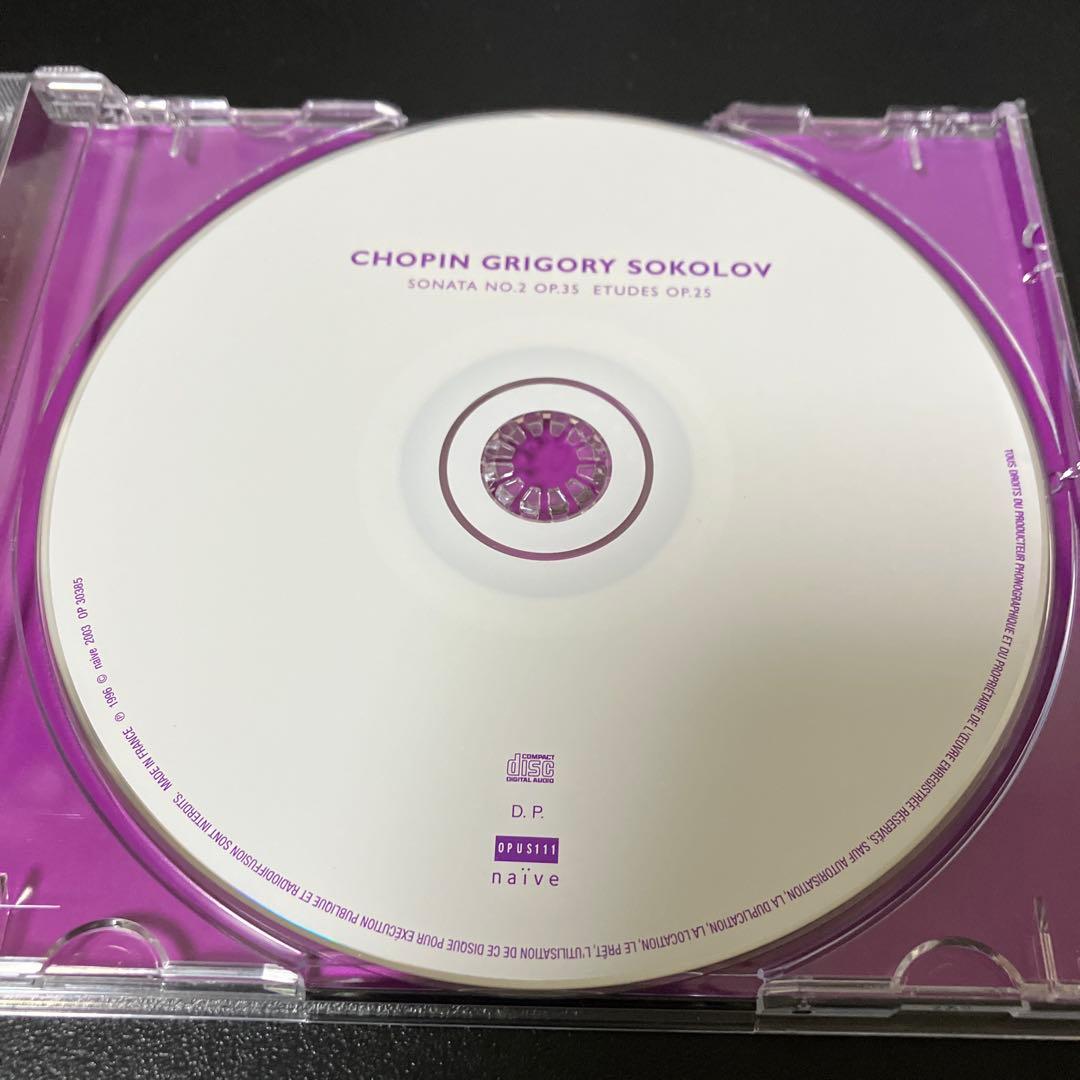 CHOPIN GRIGORY SOKOLOV
SONATA NO.2 OP.35 ETUDES OP.25
COMPACT
disc
DIGITAL AUDIO
D. P.
OPUS111
naïve
TOUS DROITS DU PRODUCTEUR PHONOGRAPHIQUE ET DU PROPRIÉTAIRE DE L'ŒUVRE ENREGISTRÉE RÉSERVÉS, SAUF AUTORISATION, LA DUPLICATION, LA LOCATION, LE PRÊT, L'UTILISATION DE CE DISQUE POUR EXÉCUTION PUBLIQUE ET RADIODIFFUSION SONT INTERDITS. MADE IN FRANCE ℗ 1996 © naïve 2003 OP 30385